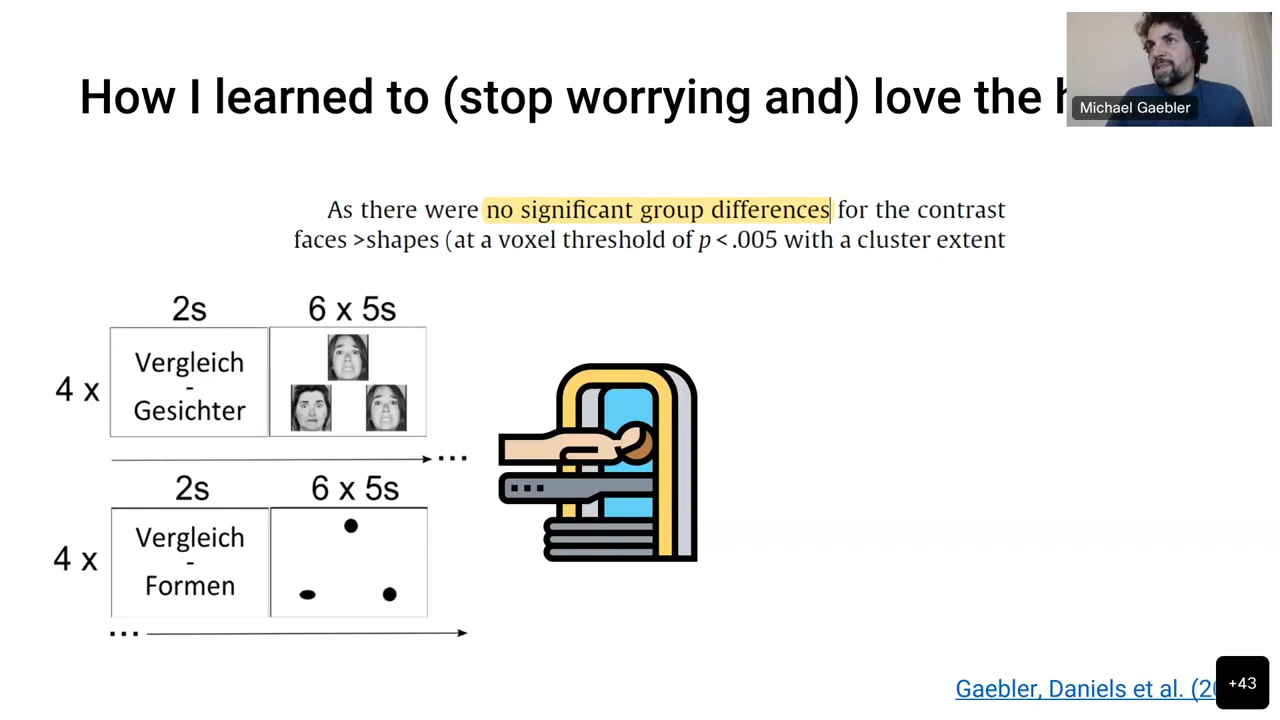 How I learned to (stop worrying and) love the
Michael Gaebler
As there were no significant group differences for the contrast
faces >shapes (at a voxel threshold of p < .005 with a cluster extent
2s
6 x 5s
4 x
Vergleich
-
Gesichter
...
2s
6 x 5s
4 x
Vergleich
-
Formen
...
Gaebler, Daniels et al.
+43